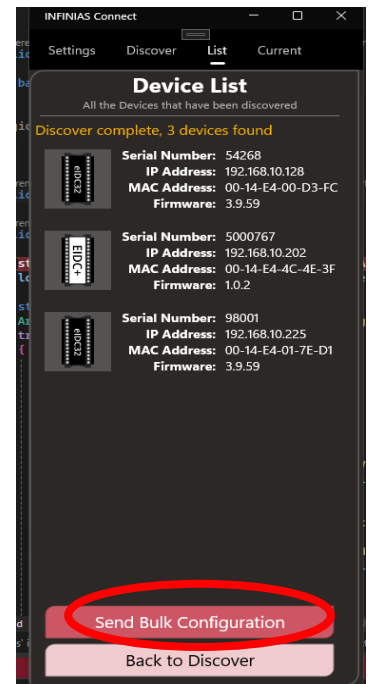 INFINIAS Connect
Settings Discover List Current
Device List
All the Devices that have been discovered
Discover complete, 3 devices found
eIDC32
Serial Number: 54268
IP Address: 192.168.10.128
MAC Address: 00-14-E4-00-D3-FC
Firmware: 3.9.59
EIDC+
Serial Number: 5000767
IP Address: 192.168.10.202
MAC Address: 00-14-E4-4C-4E-3F
Firmware: 1.0.2
eIDC32
Serial Number: 98001
IP Address: 192.168.10.225
MAC Address: 00-14-E4-01-7E-D1
Firmware: 3.9.59
Send Bulk Configuration
Back to Discover